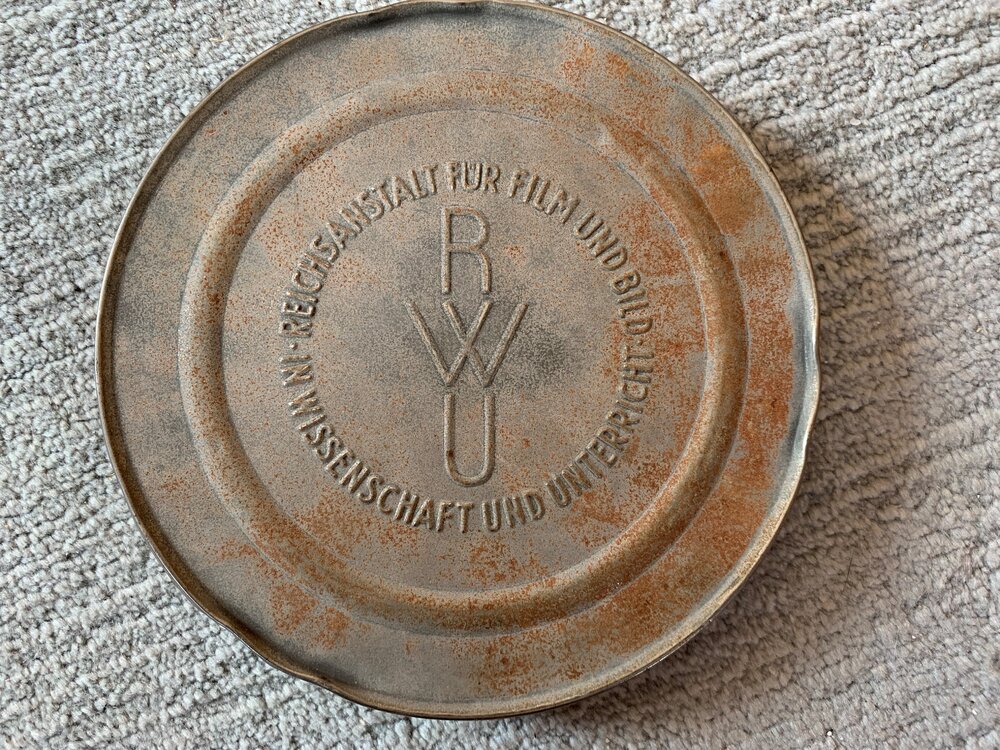 ·REICHSANSTALT FÜR FILM UND BILD·
IN WISSENSCHAFT UND UNTERRICHT
R
W
U